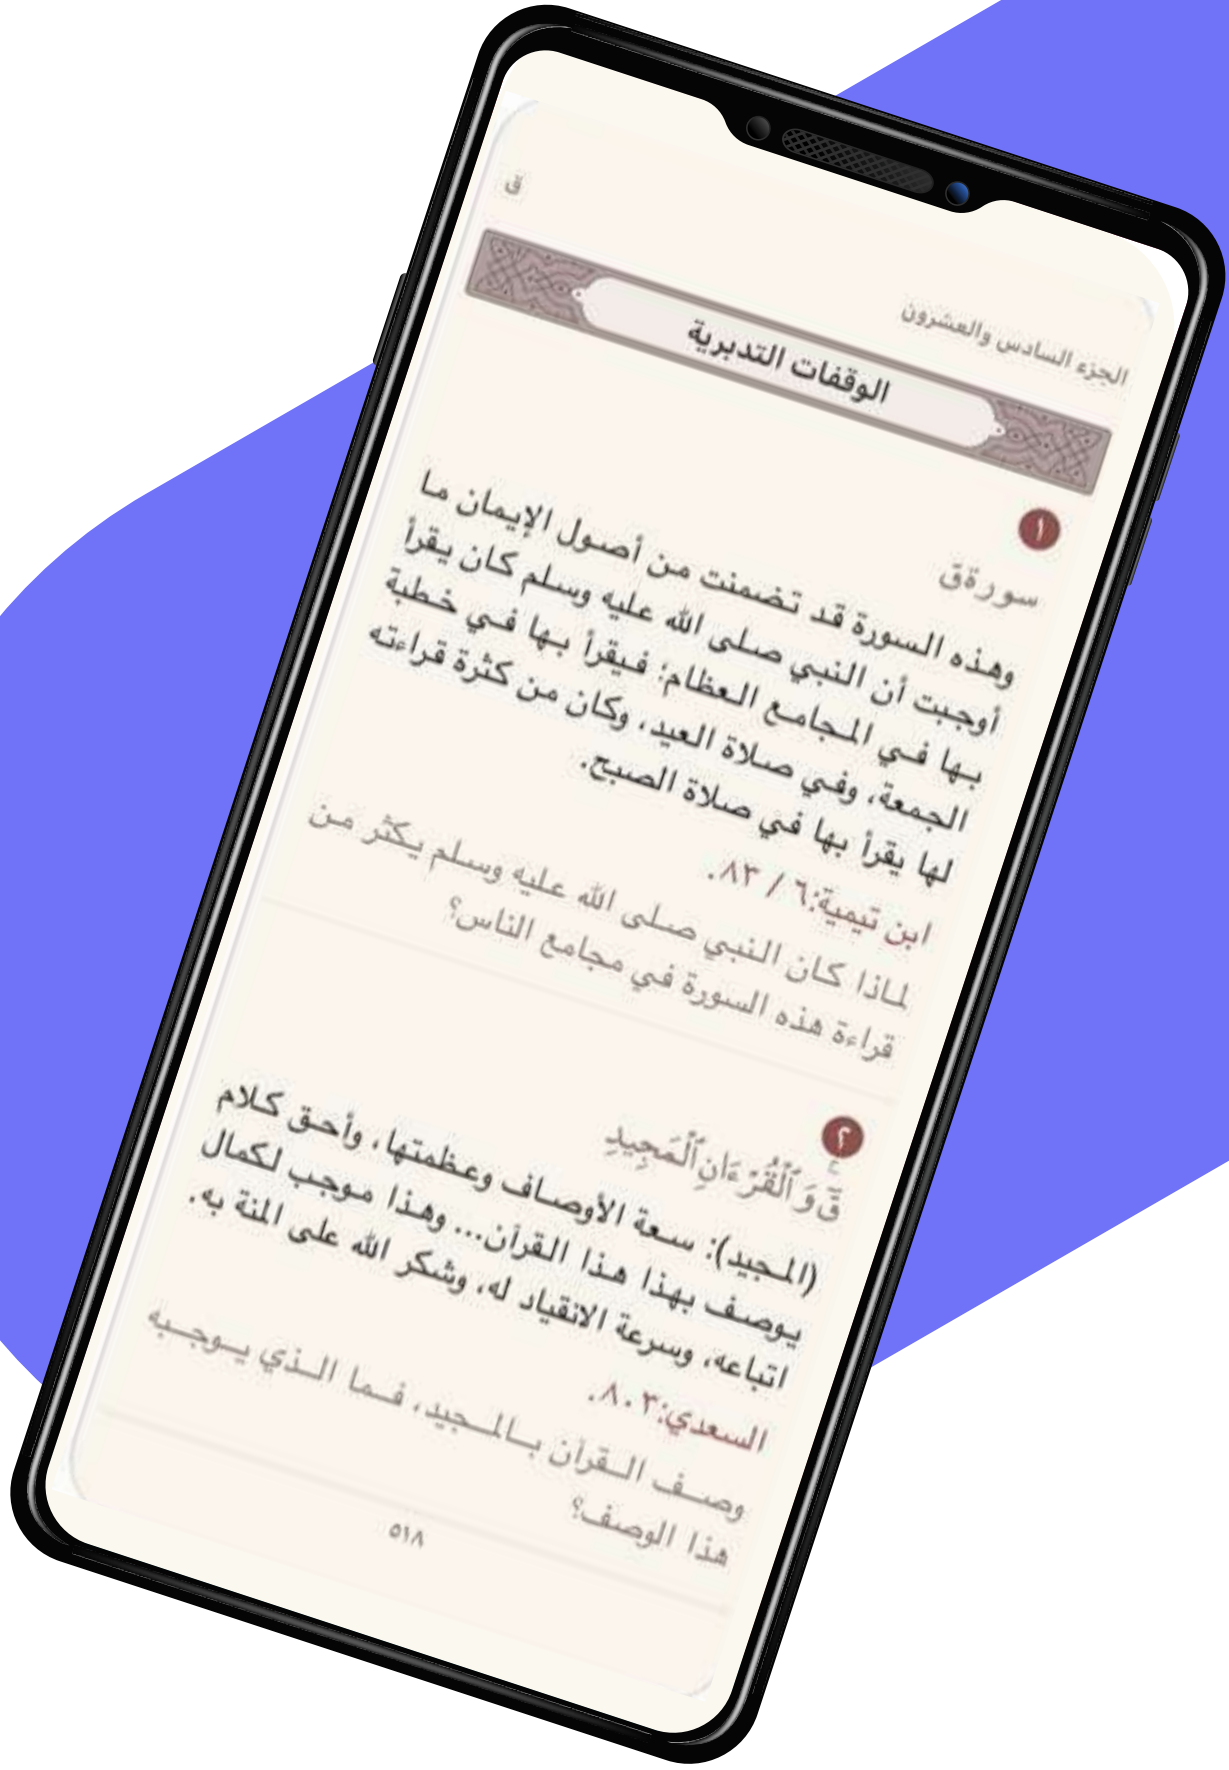 الجزء السادس والعشرون
ق
الوقفات التدبرية
١
سورة ق
وهذه السورة قد تضمنت من أصول الإيمان ما
أوجبت أن النبي صلى الله عليه وسلم كان يقرأ
بها في المجامع العظام؛ فيقرأ بها في خطبة
الجمعة، وفي صلاة العيد، وكان من كثرة قراءته
لها يقرأ بها في صلاة الصبح.
ابن تيمية:٦ / ٨٣.
لماذا كان النبي صلى الله عليه وسلم يكثر من
قراءة هذه السورة في مجامع الناس؟
٢
قٓ وَٱلْقُرْءَانِ ٱلْمَجِيدِ
(المجيد): سعة الأوصاف وعظمتها، وأحق كلام
يوصف بهذا هذا القرآن... وهذا موجب لكمال
اتباعه، وسرعة الانقياد له، وشكر الله على المنة به.
السعدي:٨٠٣.
وصف القرآن بالمجيد، فما الذي يوجبه
هذا الوصف؟
٥١٨